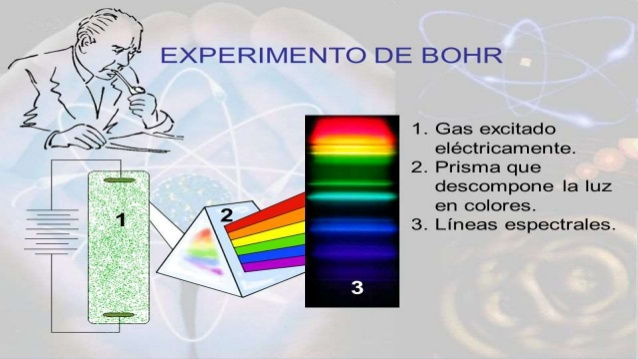 EXPERIMENTO DE BOHR
1. Gas excitado
eléctricamente.
2. Prisma que
descompone la luz
en colores.
3. Líneas espectrales.
1
2
3